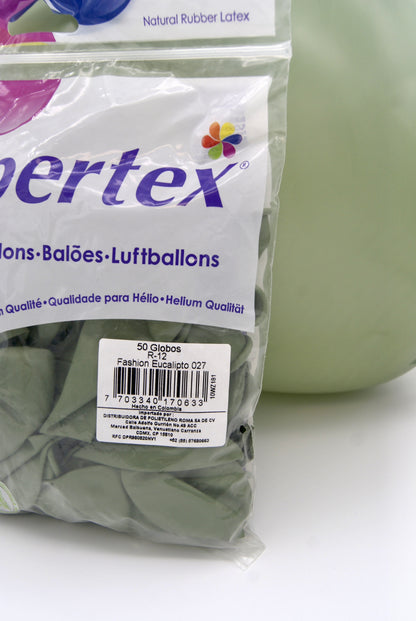 Natural Rubber Latex
pertex®
lons·Balões·Luftballons
m Qualité·Qualidade para Hélio·Helium Qualität
50 Globos
R-12
Fashion Eucalipto 027
10WZ181
7 703340 170633
Hecho en Colombia
Importado por :
DISTRIBUIDORA DE POLIETILENO ROMA SA DE CV
Calle Adolfo Gurrión No.48 ACC
Merced Balbuena, Venustiano Carranza
CDMX, CP 15810